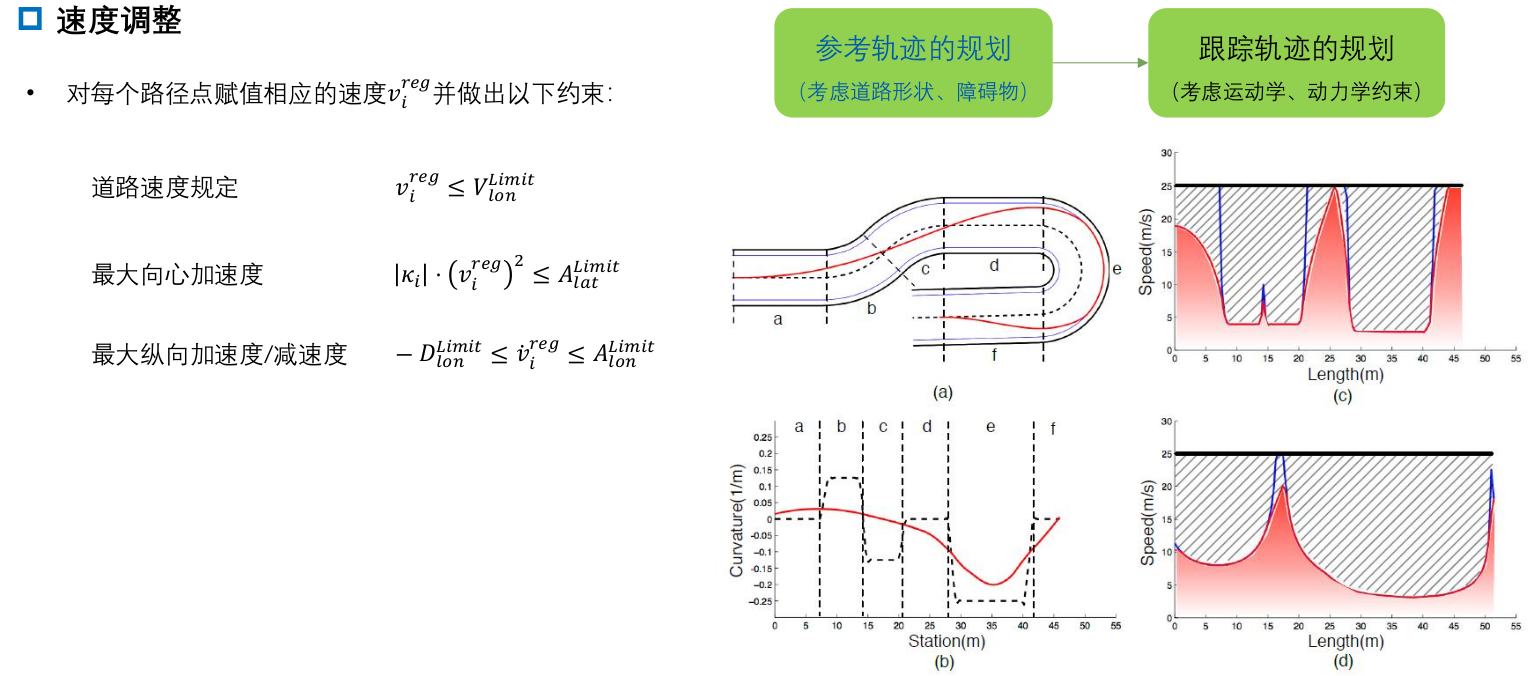 速度调整
• 对每个路径点赋值相应的速度$v_i^{reg}$并做出以下约束：
道路速度规定 $v_i^{reg} \leq V_{lon}^{Limit}$
最大向心加速度 $|\kappa_i| \cdot (v_i^{reg})^2 \leq A_{lat}^{Limit}$
最大纵向加速度/减速度 $-D_{lon}^{Limit} \leq \dot{v}_i^{reg} \leq A_{lon}^{Limit}$
参考轨迹的规划
（考虑道路形状、障碍物）
跟踪轨迹的规划
（考虑运动学、动力学约束）
a
b
c
d
e
f
(a)
30
25
20
15
10
5
0
Speed(m/s)
0 5 10 15 20 25 30 35 40 45 50 55
Length(m)
(c)
a b c d e f
0.25
0.2
0.15
0.1
0.05
0
-0.05
-0.1
-0.15
-0.2
-0.25
Curvature(1/m)
0 5 10 15 20 25 30 35 40 45 50 55
Station(m)
(b)
30
25
20
15
10
5
0
Speed(m/s)
0 5 10 15 20 25 30 35 40 45 50 55
Length(m)
(d)